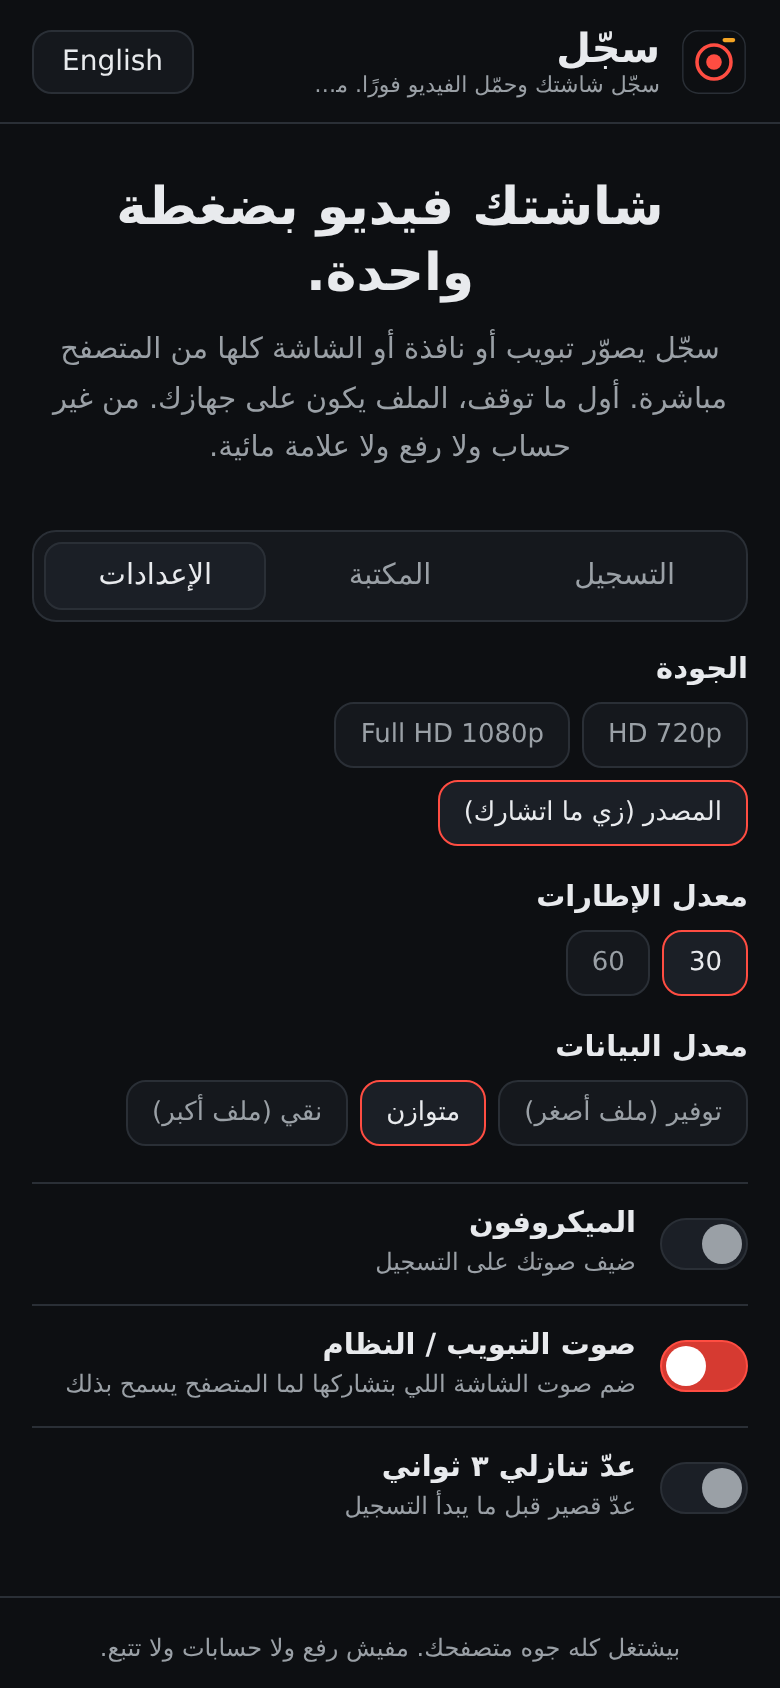 سجّل
سجّل شاشتك وحمّل الفيديو فورًا. مـ...
English
شاشتك فيديو بضغطة
واحدة.
سجّل يصوّر تبويب أو نافذة أو الشاشة كلها من المتصفح
مباشرة. أول ما توقف، الملف يكون على جهازك. من غير
حساب ولا رفع ولا علامة مائية.
التسجيل المكتبة الإعدادات
الجودة
HD 720p Full HD 1080p
المصدر (زي ما اتشارك)
معدل الإطارات
30 60
معدل البيانات
توفير (ملف أصغر) متوازن نقي (ملف أكبر)
الميكروفون
ضيف صوتك على التسجيل
صوت التبويب / النظام
ضم صوت الشاشة اللي بتشاركها لما المتصفح يسمح بذلك
عدّ تنازلي ٣ ثواني
عدّ قصير قبل ما يبدأ التسجيل
بيشتغل كله جوه متصفحك. مفيش رفع ولا حسابات ولا تتبع.